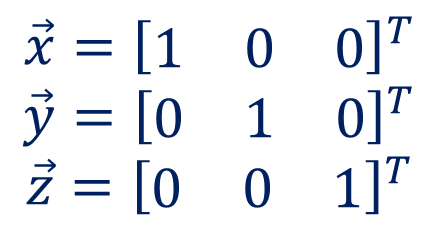 x⃗ = [1 0 0]ᵀ
y⃗ = [0 1 0]ᵀ
z⃗ = [0 0 1]ᵀ